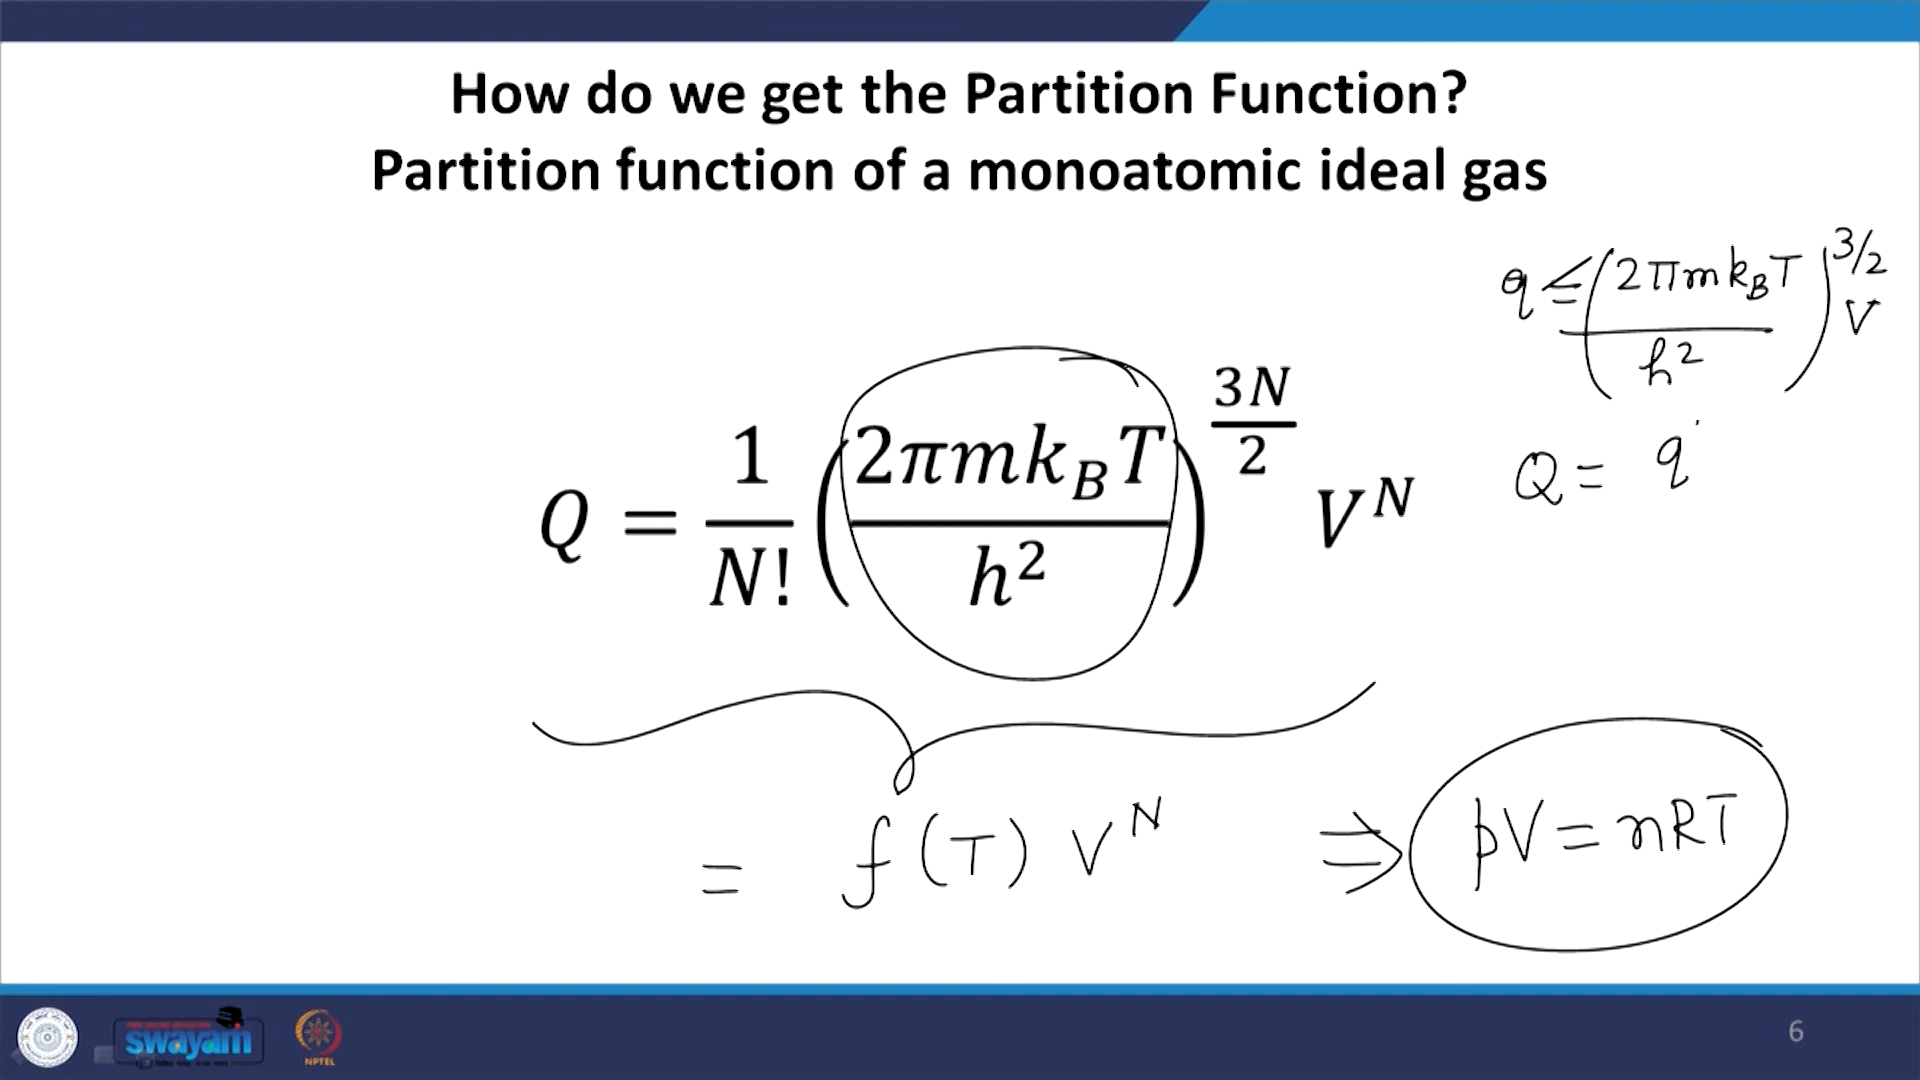 How do we get the Partition Function?
Partition function of a monoatomic ideal gas
q = (2πmk_BT / h²)^3/2 V
Q = 1/N! (2πmk_BT / h²)^3N/2 V^N
Q = q
= f(T) V^N ⇒ pV = nRT
swayam
NPTEL
6